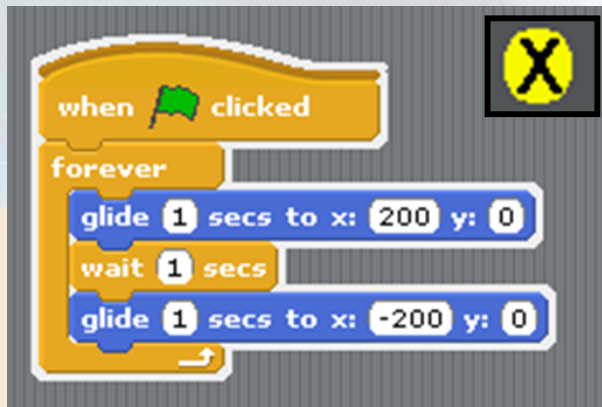 X
when clicked
forever
glide 1 secs to x: 200 y: 0
wait 1 secs
glide 1 secs to x: -200 y: 0